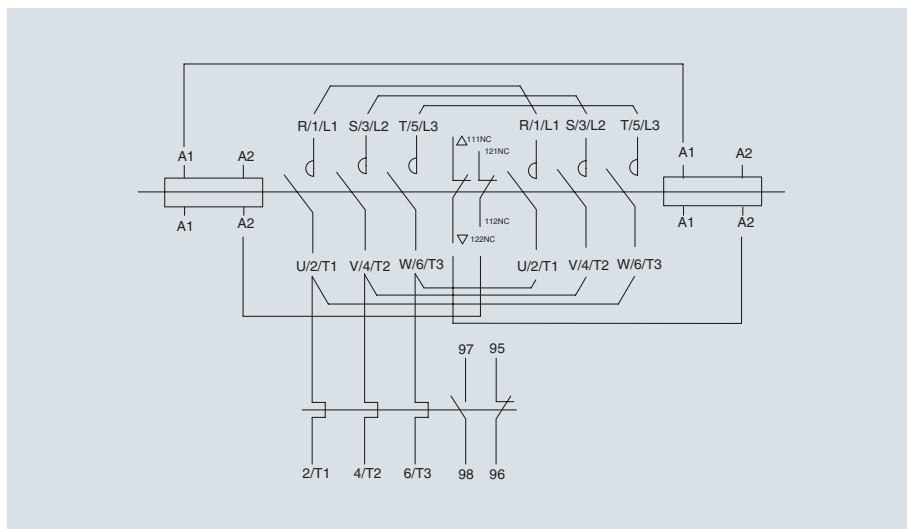 R/1/L1 S/3/L2 T/5/L3 R/1/L1 S/3/L2 T/5/L3
111NC
121NC
A1 A2 A1 A2
A1 A2 A1 A2
112NC
122NC
U/2/T1 V/4/T2 W/6/T3 U/2/T1 V/4/T2 W/6/T3
97 95
2/T1 4/T2 6/T3 98 96